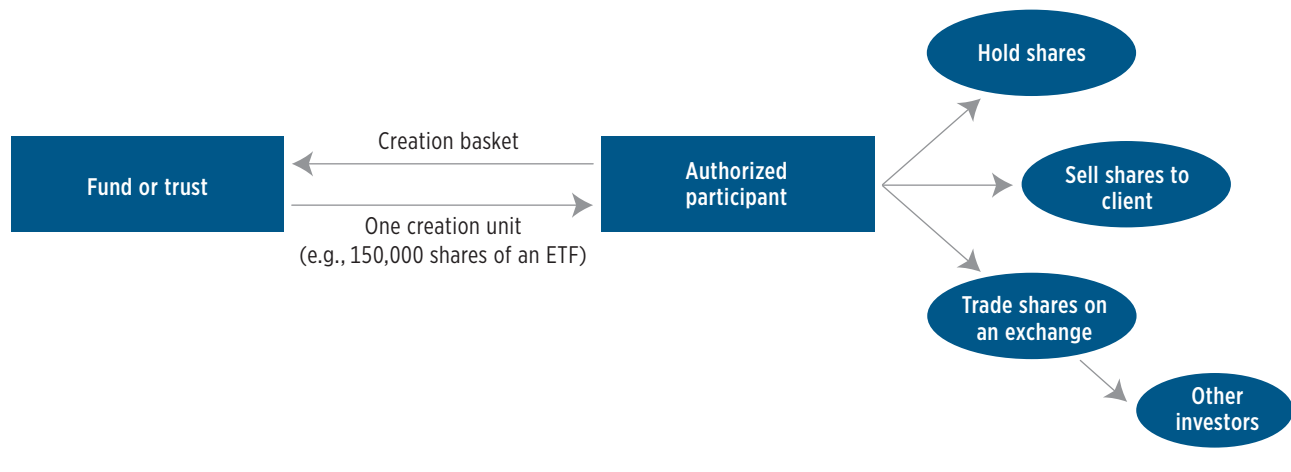 Fund or trust
Creation basket
One creation unit
(e.g., 150,000 shares of an ETF)
Authorized
participant
Hold shares
Sell shares to
client
Trade shares on
an exchange
Other
investors